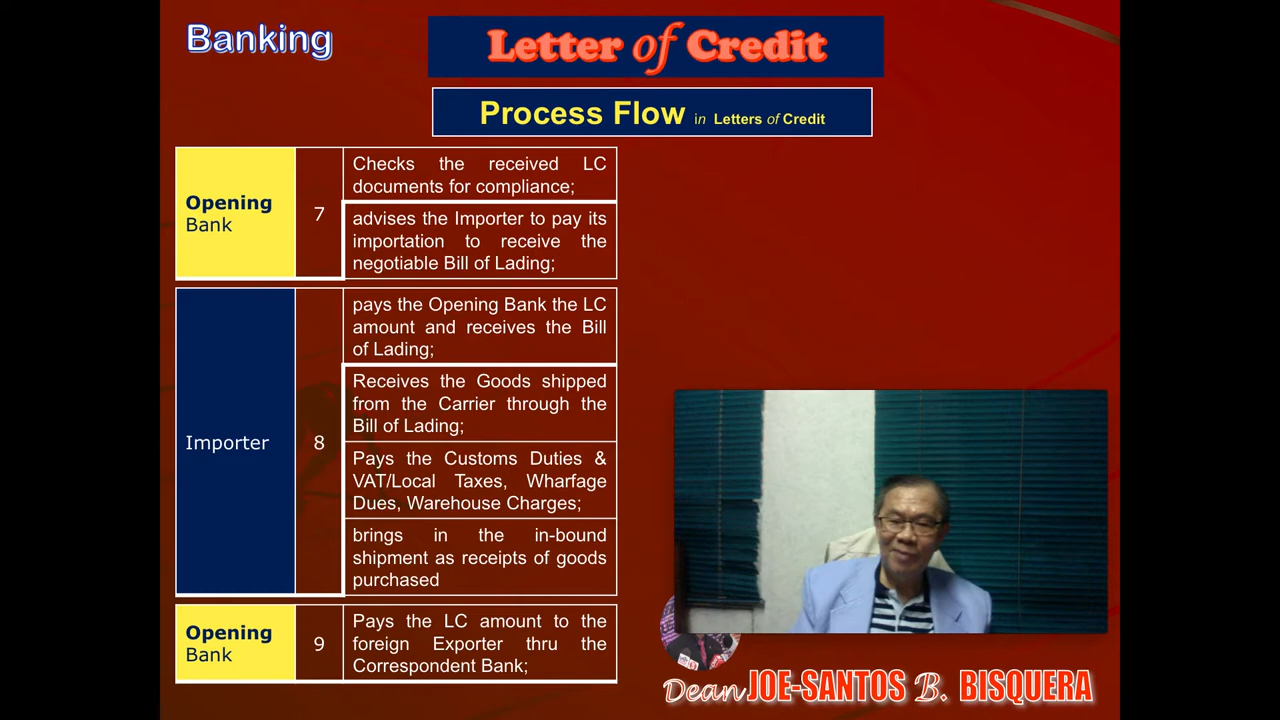 Banking
Letter of Credit
Process Flow in Letters of Credit
Opening
Bank
7
Checks the received LC
documents for compliance;
advises the Importer to pay its
importation to receive the
negotiable Bill of Lading;
Importer
8
pays the Opening Bank the LC
amount and receives the Bill
of Lading;
Receives the Goods shipped
from the Carrier through the
Bill of Lading;
Pays the Customs Duties &
VAT/Local Taxes, Wharfage
Dues, Warehouse Charges;
brings in the in-bound
shipment as receipts of goods
purchased
Opening
Bank
9
Pays the LC amount to the
foreign Exporter thru the
Correspondent Bank;
Dean JOE-SANTOS B. BISQUERA